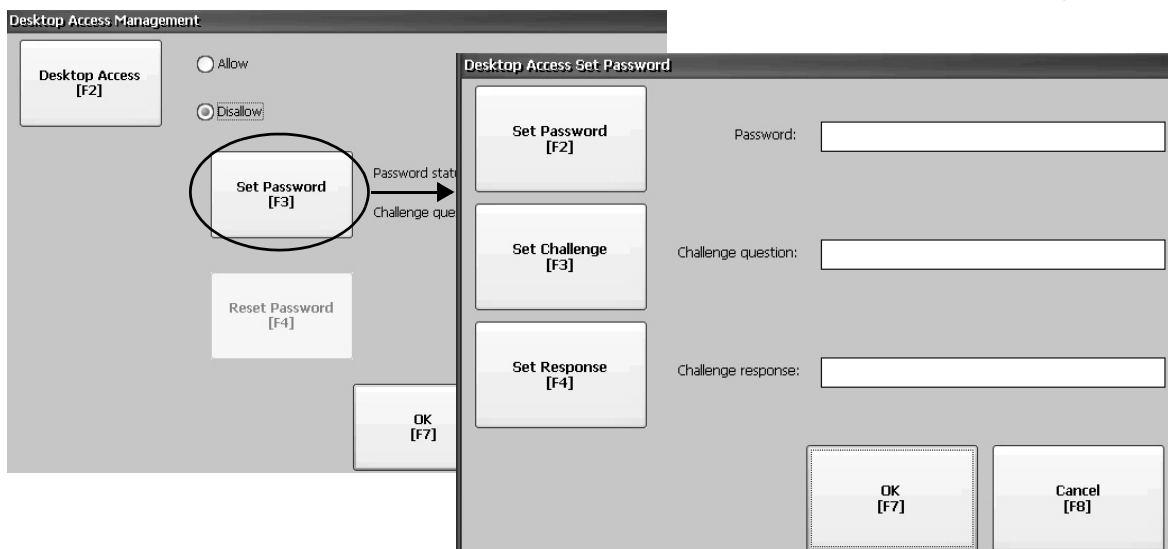 Desktop Access Management
Desktop Access
[F2]
Allow
Disallow
Set Password
[F3]
Password
Challenge
Reset Password
[F4]
OK
[F7]
Desktop Access Set Password
Set Password
[F2]
Password:
Set Challenge
[F3]
Challenge question:
Set Response
[F4]
Challenge response:
OK
[F7]
Cancel
[F8]